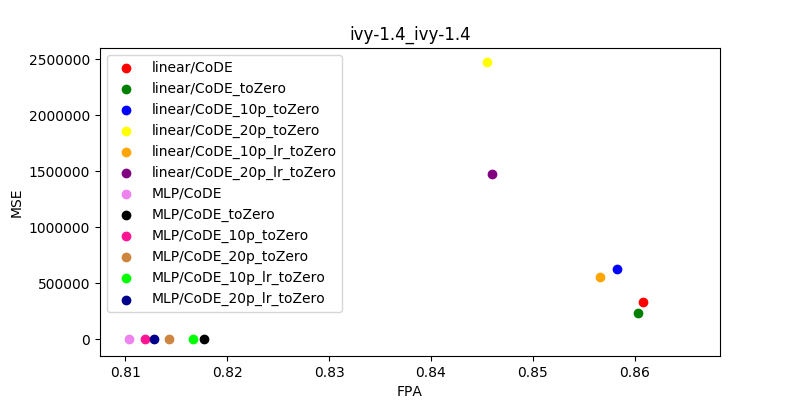 ivy-1.4_ivy-1.4
2500000
2000000
1500000
1000000
500000
0
MSE
linear/CoDE
linear/CoDE_toZero
linear/CoDE_10p_toZero
linear/CoDE_20p_toZero
linear/CoDE_10p_lr_toZero
linear/CoDE_20p_lr_toZero
MLP/CoDE
MLP/CoDE_toZero
MLP/CoDE_10p_toZero
MLP/CoDE_20p_toZero
MLP/CoDE_10p_lr_toZero
MLP/CoDE_20p_lr_toZero
0.81 0.82 0.83 0.84 0.85 0.86
FPA